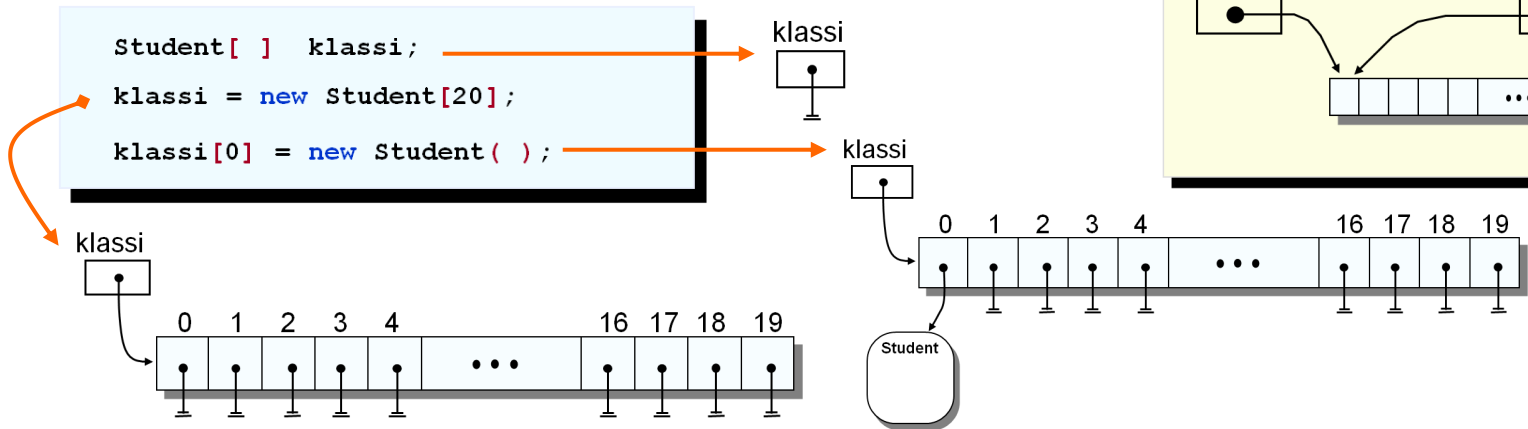 Student[ ]  klassi;
klassi = new Student[20];
klassi[0] = new Student( );
klassi
klassi
0 1 2 3 4 ••• 16 17 18 19
klassi
0 1 2 3 4 ••• 16 17 18 19
Student
•••